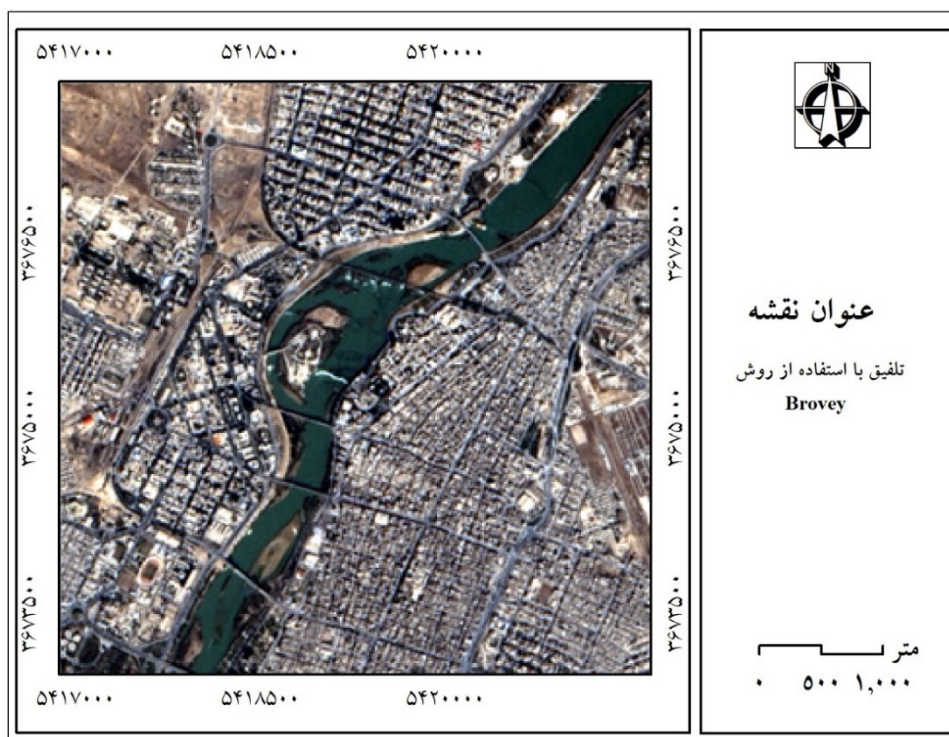 ۵۴۱۷۰۰۰ ۵۴۱۸۵۰۰ ۵۴۲۰۰۰۰
N
۳۶۷۶۵۰۰ ۳۶۷۶۵۰۰
عنوان نقشه
تلفیق با استفاده از روش
Brovey
۳۶۷۵۰۰۰ ۳۶۷۵۰۰۰
۳۶۷۳۵۰۰ ۳۶۷۳۵۰۰
متر
۰ ۵۰۰ ۱,۰۰۰
۵۴۱۷۰۰۰ ۵۴۱۸۵۰۰ ۵۴۲۰۰۰۰